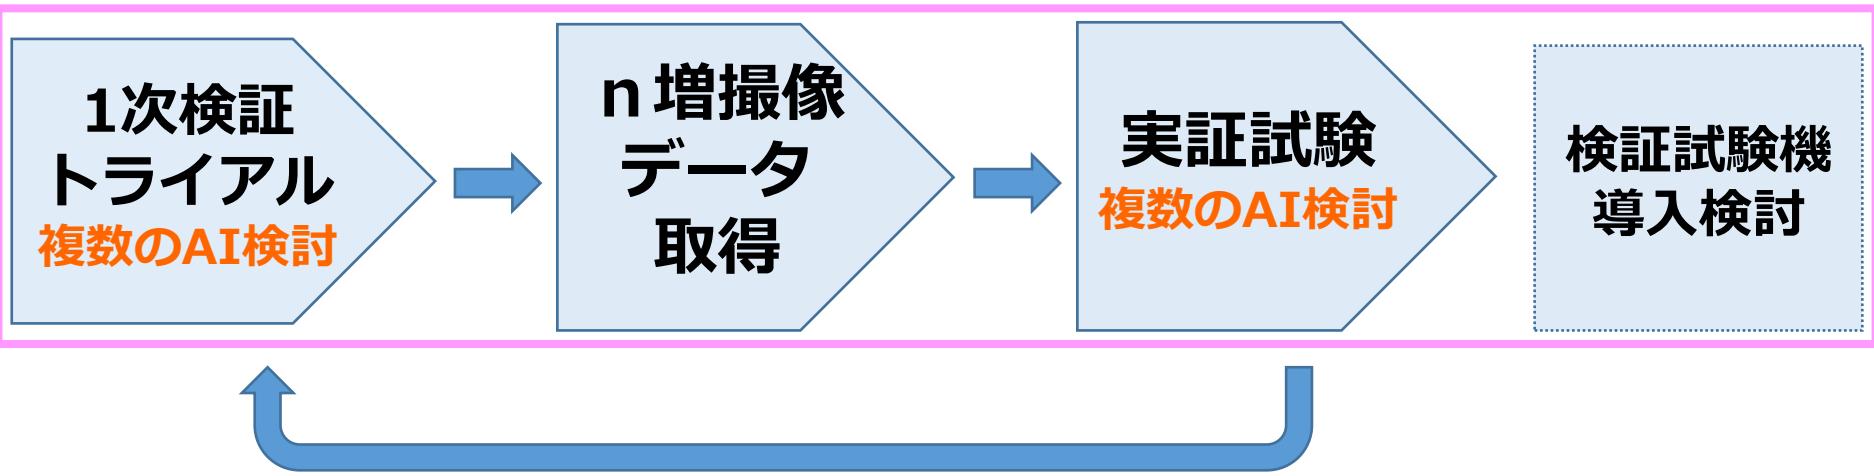 1次検証
トライアル
複数のAI検討
n増撮像
データ
取得
実証試験
複数のAI検討
検証試験機
導入検討